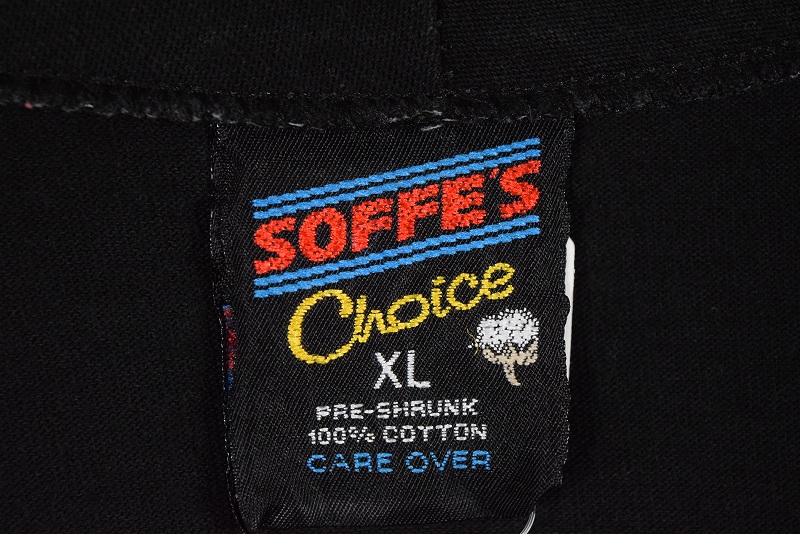 SOFFE'S
Choice
XL
PRE-SHRUNK
100% COTTON
CARE OVER